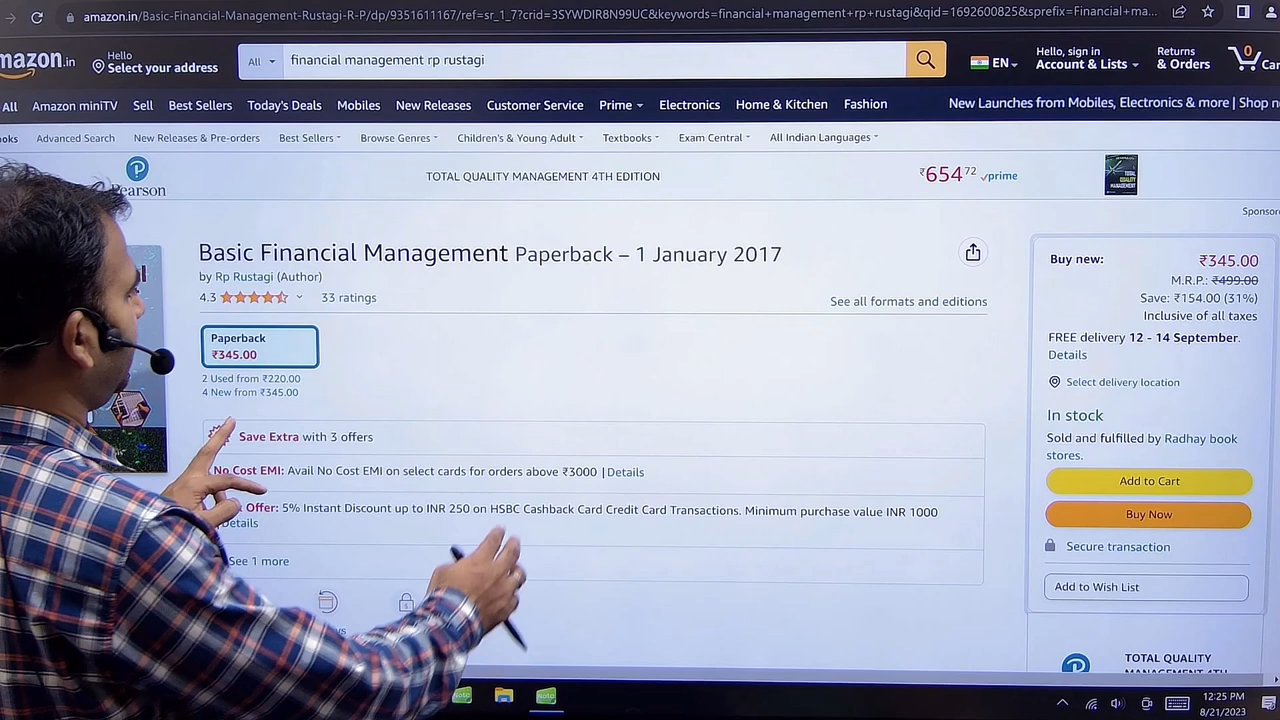 amazon.in/Basic-Financial-Management-Rustagi-R-P/dp/9351611167/ref=sr_1_7?crid=3SYWDIR8N99UC&keywords=financial+management+rp+rustagi&qid=1692600825&sprefix=Financial+ma...
mazon.in
Hello
Select your address
All
financial management rp rustagi
EN
Hello, sign in
Account & Lists
Returns
& Orders
0
Car
All
Amazon miniTV
Sell
Best Sellers
Today's Deals
Mobiles
New Releases
Customer Service
Prime
Electronics
Home & Kitchen
Fashion
New Launches from Mobiles, Electronics & more | Shop n
oks
Advanced Search
New Releases & Pre-orders
Best Sellers
Browse Genres
Children's & Young Adult
Textbooks
Exam Central
All Indian Languages
Pearson
TOTAL QUALITY MANAGEMENT 4TH EDITION
₹654 72 prime
TOTAL
QUALITY
MANAGEMENT
Sponsor
Basic Financial Management Paperback – 1 January 2017
by Rp Rustagi (Author)
4.3
33 ratings
See all formats and editions
Paperback
₹345.00
2 Used from ₹220.00
4 New from ₹345.00
Save Extra with 3 offers
No Cost EMI: Avail No Cost EMI on select cards for orders above ₹3000 | Details
Offer: 5% Instant Discount up to INR 250 on HSBC Cashback Card Credit Card Transactions. Minimum purchase value INR 1000
Details
See 1 more
Buy new:
₹345.00
M.R.P.: ₹499.00
Save: ₹154.00 (31%)
Inclusive of all taxes
FREE delivery 12 - 14 September.
Details
Select delivery location
In stock
Sold and fulfilled by Radhay book
stores.
Add to Cart
Buy Now
Secure transaction
Add to Wish List
TOTAL QUALITY
MANAGEMENT 4TH
12:25 PM
8/21/2023